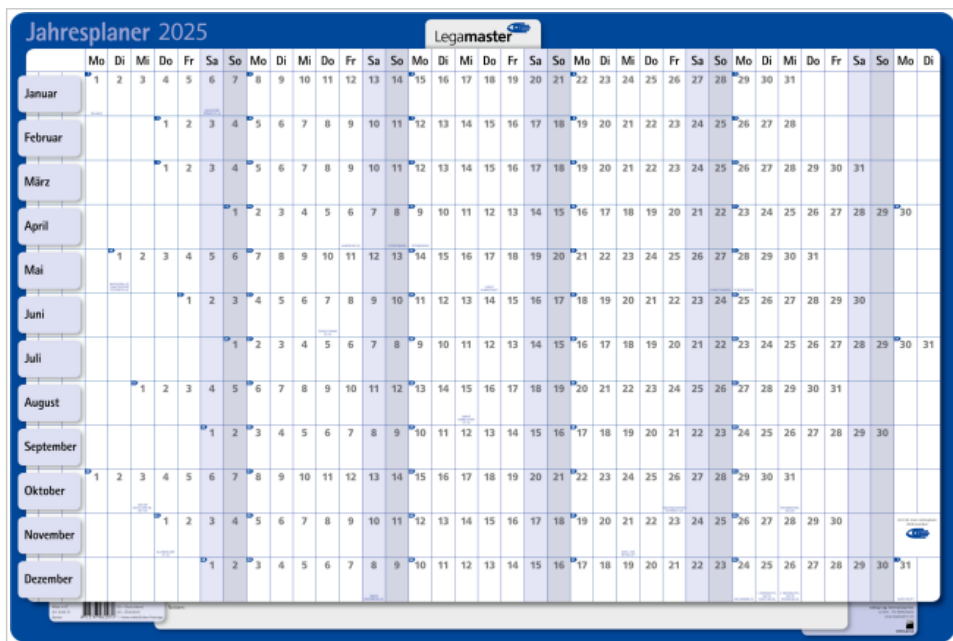 Jahresplaner 2025
Legamaster
Mo Di Mi Do Fr Sa So Mo Di Mi Do Fr Sa So Mo Di Mi Do Fr Sa So Mo Di Mi Do Fr Sa So Mo Di Mi Do Fr Sa So Mo Di
Januar 1 2 3 4 5 6 7 8 9 10 11 12 13 14 15 16 17 18 19 20 21 22 23 24 25 26 27 28 29 30 31
Februar 1 2 3 4 5 6 7 8 9 10 11 12 13 14 15 16 17 18 19 20 21 22 23 24 25 26 27 28
März 1 2 3 4 5 6 7 8 9 10 11 12 13 14 15 16 17 18 19 20 21 22 23 24 25 26 27 28 29 30 31
April 1 2 3 4 5 6 7 8 9 10 11 12 13 14 15 16 17 18 19 20 21 22 23 24 25 26 27 28 29 30
Mai 1 2 3 4 5 6 7 8 9 10 11 12 13 14 15 16 17 18 19 20 21 22 23 24 25 26 27 28 29 30 31
Juni 1 2 3 4 5 6 7 8 9 10 11 12 13 14 15 16 17 18 19 20 21 22 23 24 25 26 27 28 29 30
Juli 1 2 3 4 5 6 7 8 9 10 11 12 13 14 15 16 17 18 19 20 21 22 23 24 25 26 27 28 29 30 31
August 1 2 3 4 5 6 7 8 9 10 11 12 13 14 15 16 17 18 19 20 21 22 23 24 25 26 27 28 29 30 31
September 1 2 3 4 5 6 7 8 9 10 11 12 13 14 15 16 17 18 19 20 21 22 23 24 25 26 27 28 29 30
Oktober 1 2 3 4 5 6 7 8 9 10 11 12 13 14 15 16 17 18 19 20 21 22 23 24 25 26 27 28 29 30 31
November 1 2 3 4 5 6 7 8 9 10 11 12 13 14 15 16 17 18 19 20 21 22 23 24 25 26 27 28 29 30
Dezember 1 2 3 4 5 6 7 8 9 10 11 12 13 14 15 16 17 18 19 20 21 22 23 24 25 26 27 28 29 30 31